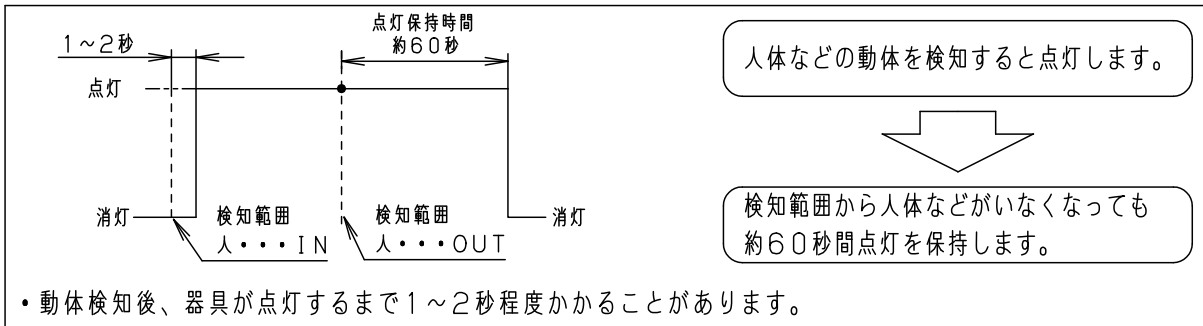 1～2秒
点灯保持時間
約60秒
点灯
消灯
検知範囲
人・・・IN
検知範囲
人・・・OUT
消灯
人体などの動体を検知すると点灯します。
検知範囲から人体などがいなくなっても
約60秒間点灯を保持します。
・動体検知後、器具が点灯するまで1～2秒程度かかることがあります。